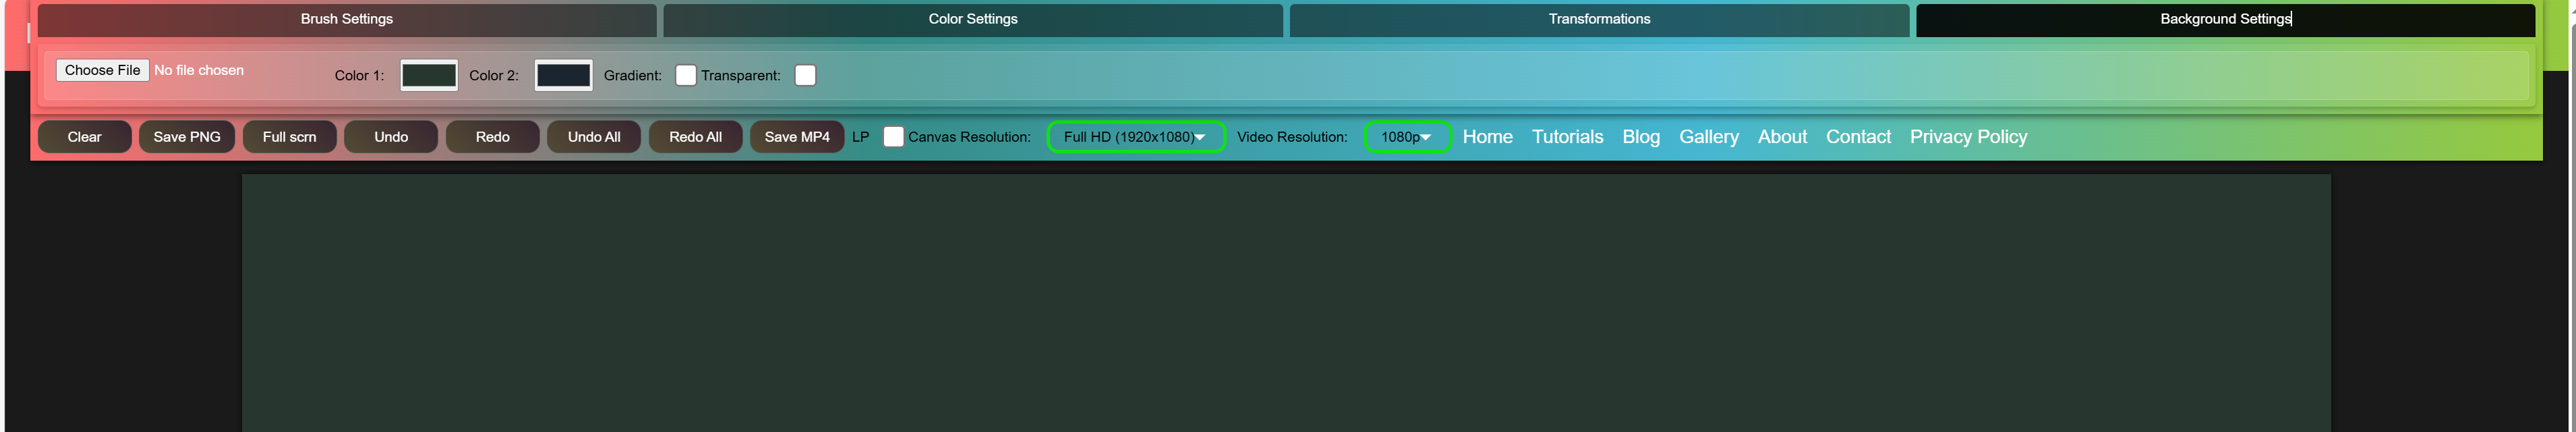 Brush Settings Color Settings Transformations Background Settings
Choose File No file chosen Color 1: Color 2: Gradient: Transparent:
Clear Save PNG Full scrn Undo Redo Undo All Redo All Save MP4 LP Canvas Resolution: Full HD (1920x1080) Video Resolution: 1080p Home Tutorials Blog Gallery About Contact Privacy Policy